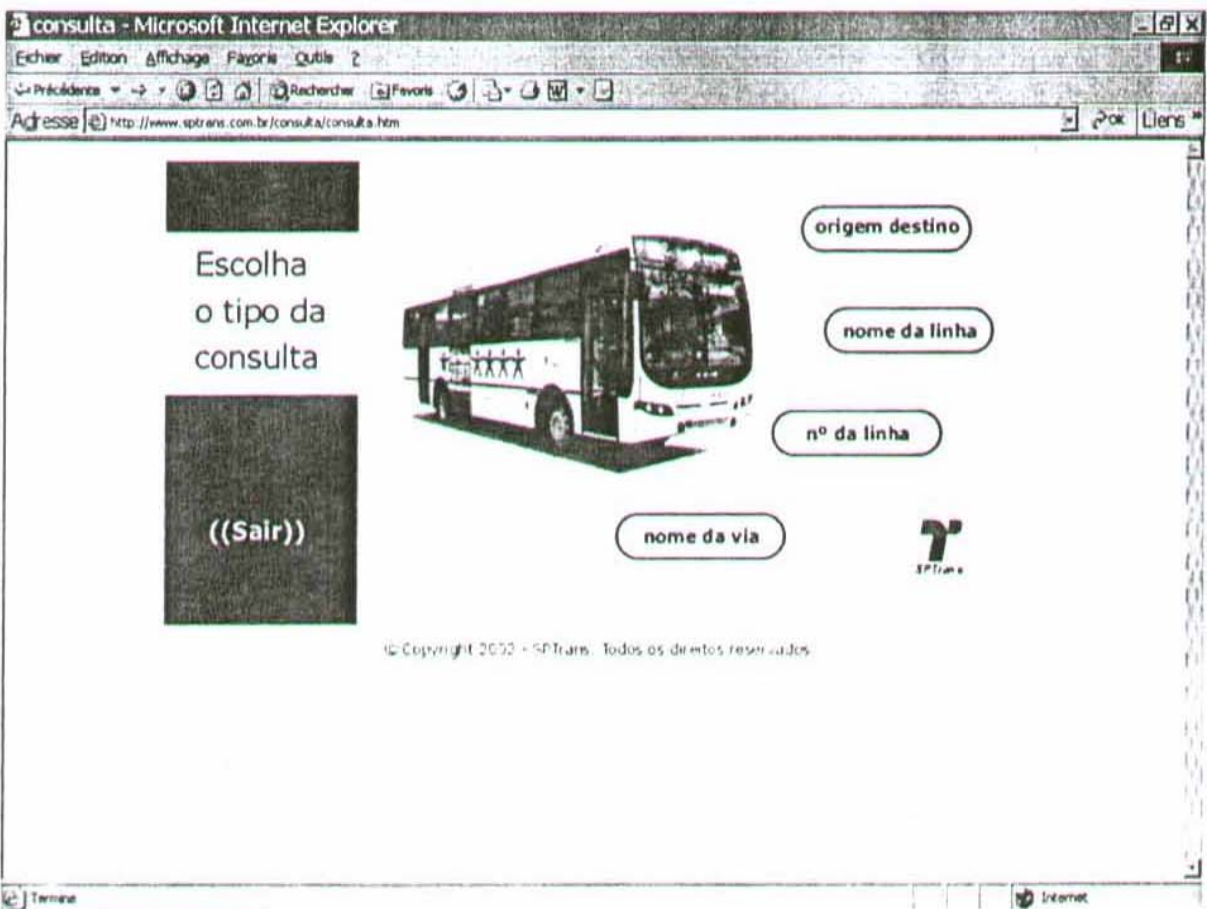 consulta - Microsoft Internet Explorer
Fichier Edition Affichage Favoris Outils ?
Précédente Rechercher Favoris
Adresse http://www.sptrans.com.br/consulta/consulta.htm OK Liens »
origem destino
Escolha
o tipo da
consulta
nome da linha
nº da linha
((Sair))
nome da via
SPTrans
© Copyright 2002 - SPTrans. Todos os direitos reservados
Terminé Internet